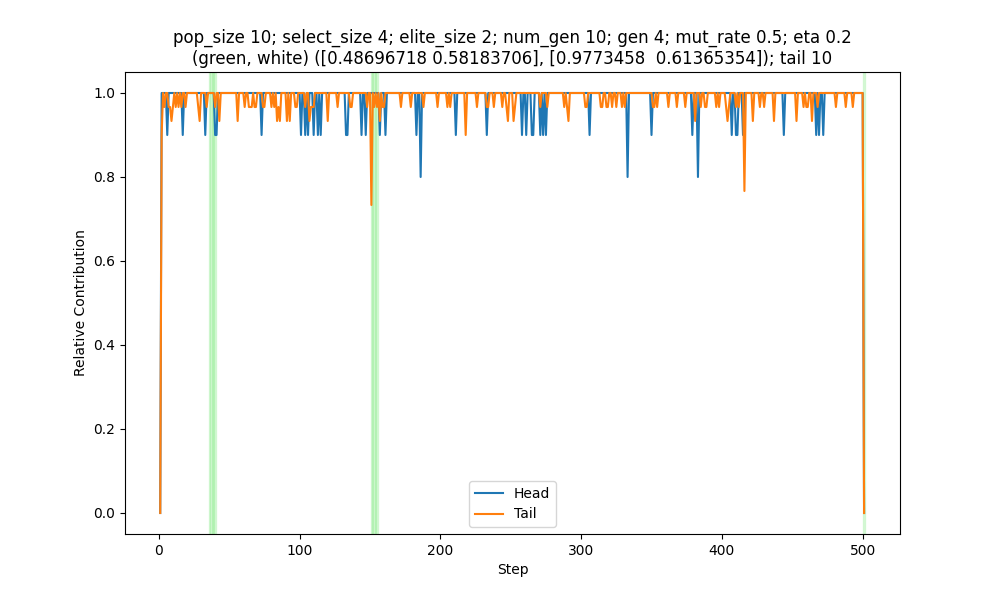 pop_size 10; select_size 4; elite_size 2; num_gen 10; gen 4; mut_rate 0.5; eta 0.2
(green, white) ([0.48696718 0.58183706], [0.9773458  0.61365354]); tail 10
1.0
0.8
0.6
0.4
0.2
0.0
Relative Contribution
Head
Tail
0
100
200
300
400
500
Step